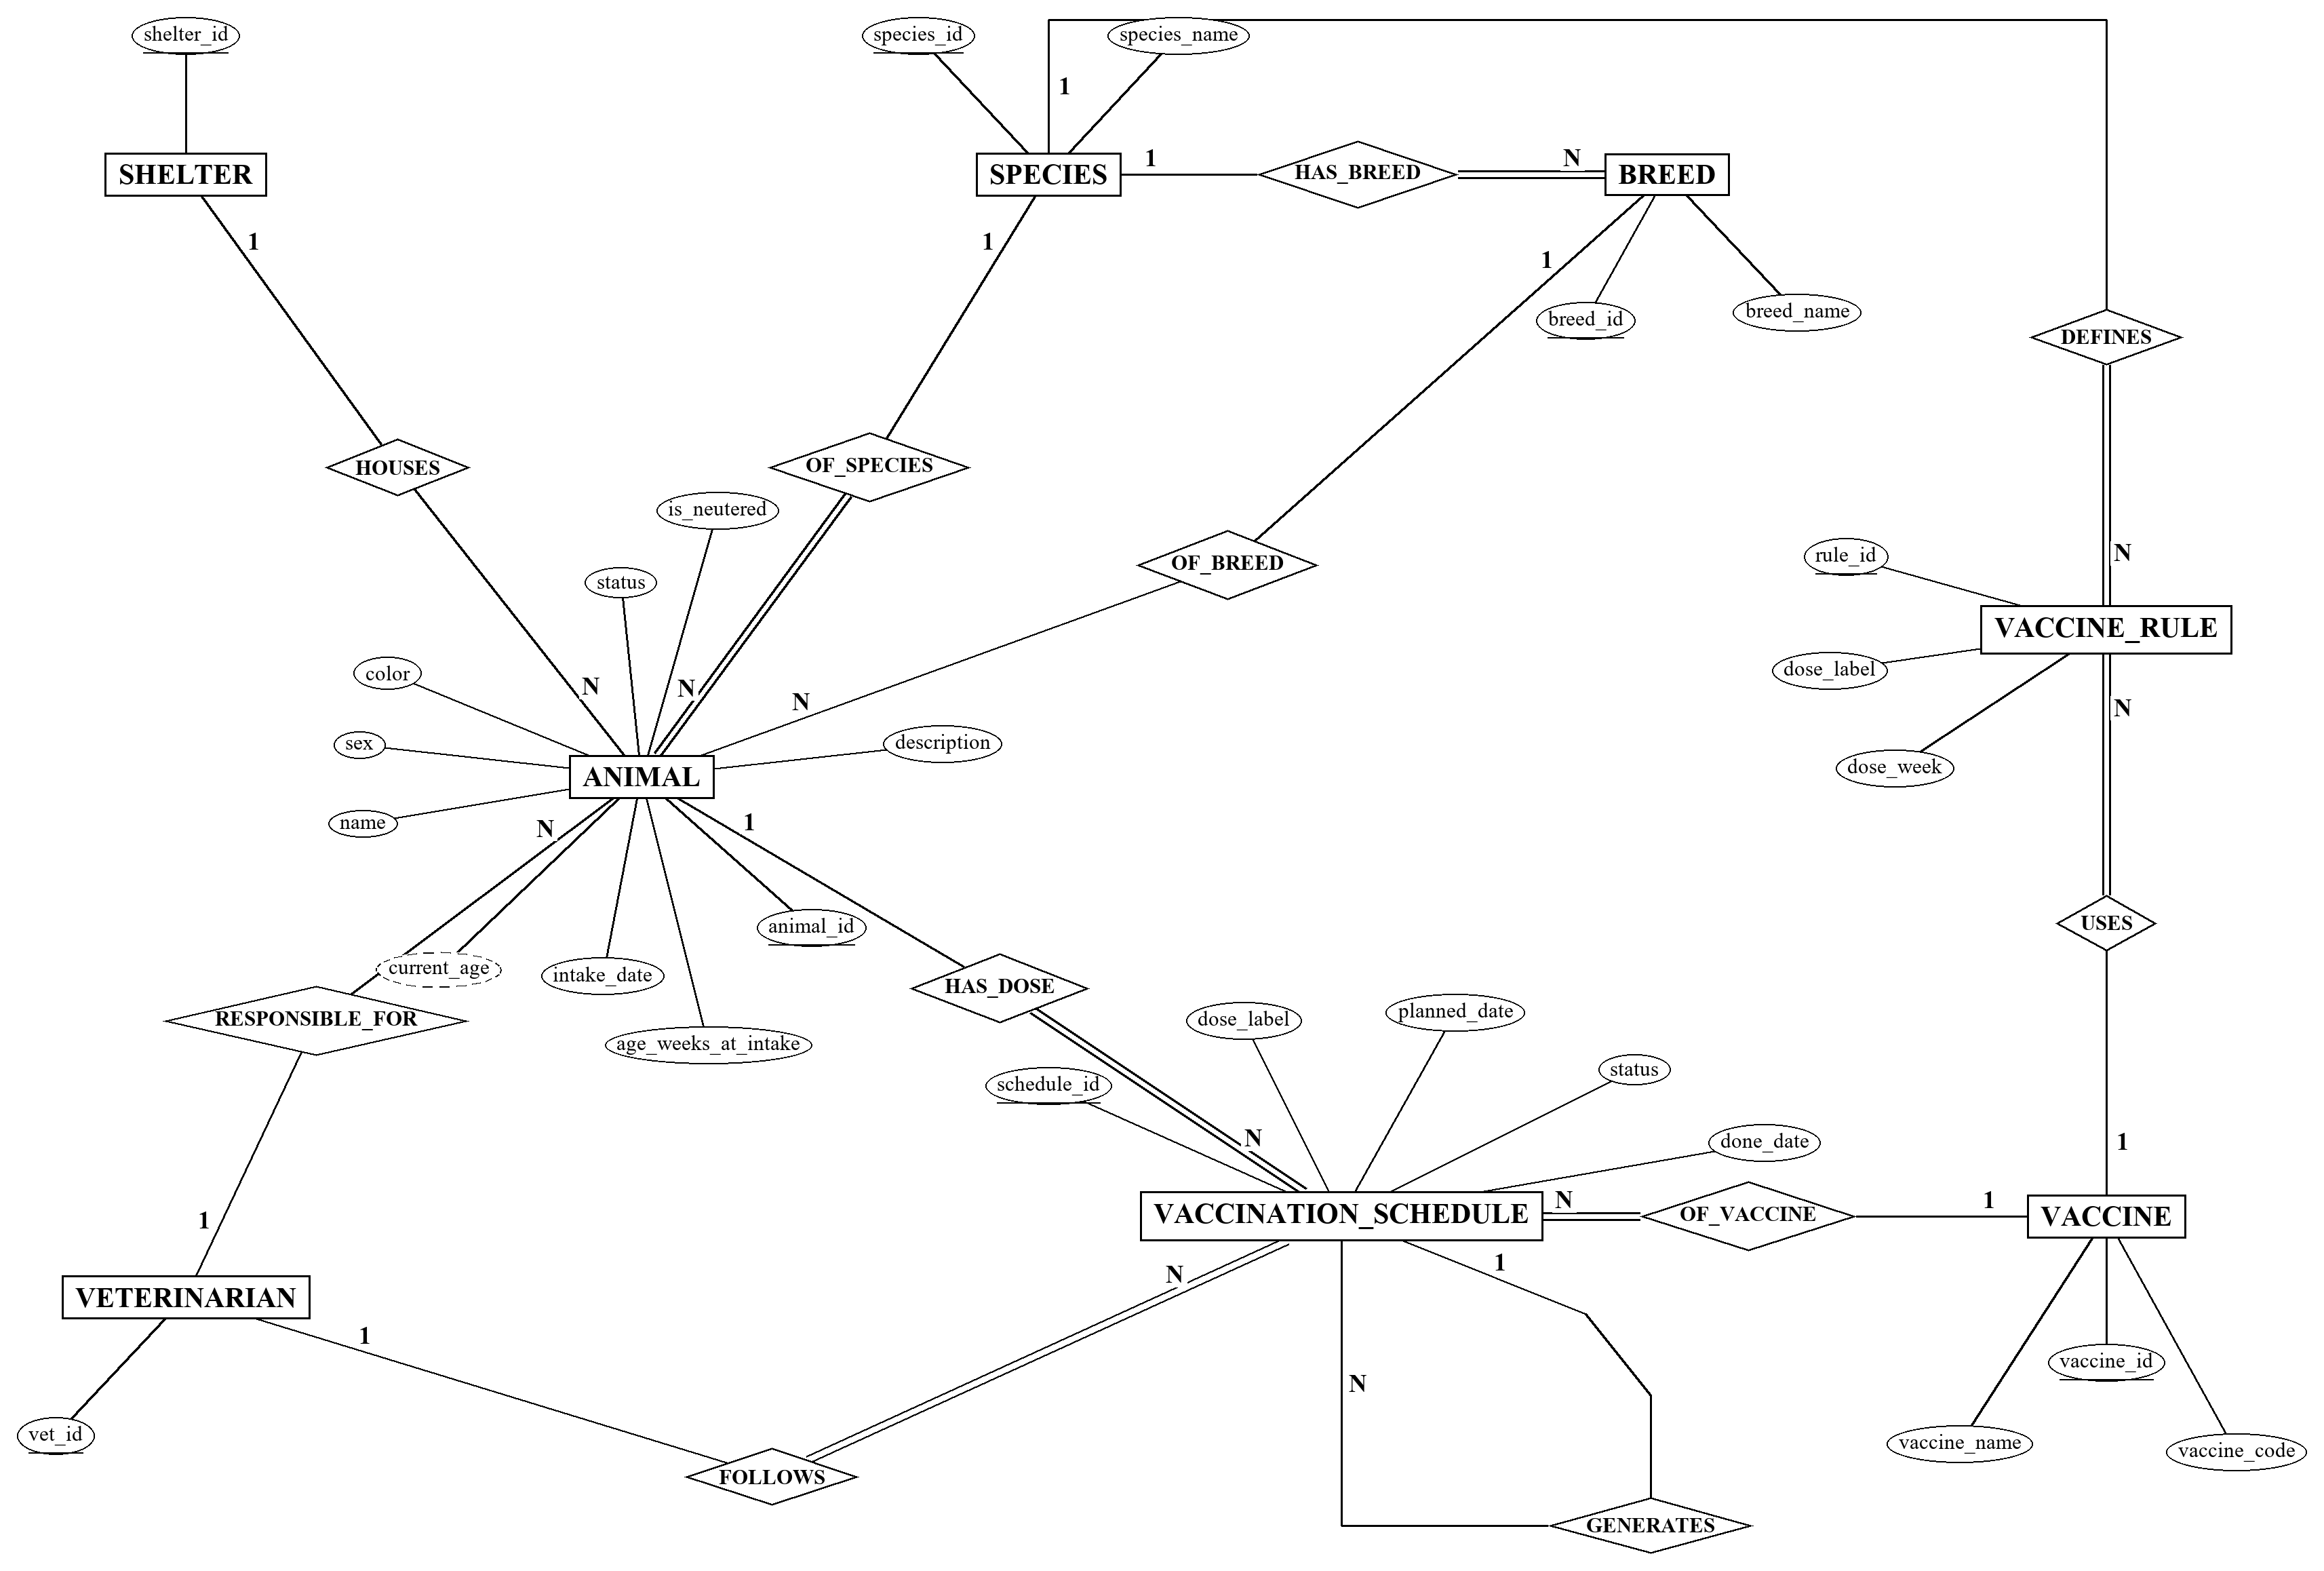 shelter_id
species_id
species_name
1
SHELTER
SPECIES
1
HAS_BREED
N
BREED
1
1
1
breed_id
breed_name
DEFINES
HOUSES
OF_SPECIES
is_neutered
status
OF_BREED
N
rule_id
VACCINE_RULE
color
dose_label
N
N
N
N
sex
description
dose_week
ANIMAL
name
N
1
animal_id
USES
current_age
intake_date
HAS_DOSE
RESPONSIBLE_FOR
age_weeks_at_intake
dose_label
planned_date
schedule_id
status
N
done_date
1
1
N
1
VACCINATION_SCHEDULE
OF_VACCINE
VACCINE
N
1
VETERINARIAN
1
vaccine_id
N
vet_id
vaccine_name
vaccine_code
FOLLOWS
GENERATES